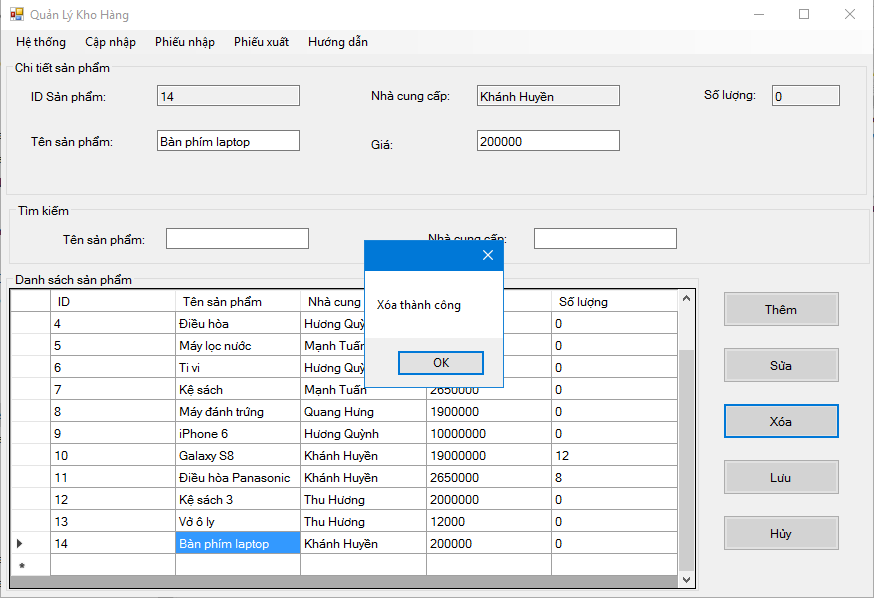 Quản Lý Kho Hàng
Hệ thống Cập nhập Phiếu nhập Phiếu xuất Hướng dẫn
Chi tiết sản phẩm
ID Sản phẩm: 14 Nhà cung cấp: Khánh Huyền Số lượng: 0
Tên sản phẩm: Bàn phím laptop Giá: 200000
Tìm kiếm
Tên sản phẩm: Nhà cung cấp:
Danh sách sản phẩm
ID Tên sản phẩm Nhà cung Số lượng
4 Điều hòa Hương Quỳ 0
5 Máy lọc nước Mạnh Tuấn 0
6 Ti vi Hương Quỳ 0
7 Kệ sách Mạnh Tuấn 2650000 0
8 Máy đánh trứng Quang Hưng 1900000 0
9 iPhone 6 Hương Quỳnh 10000000 0
10 Galaxy S8 Khánh Huyền 19000000 12
11 Điều hòa Panasonic Khánh Huyền 2650000 8
12 Kệ sách 3 Thu Hương 2000000 0
13 Vở ô ly Thu Hương 12000 0
14 Bàn phím laptop Khánh Huyền 200000 0
*
Xóa thành công
OK
Thêm
Sửa
Xóa
Lưu
Hủy